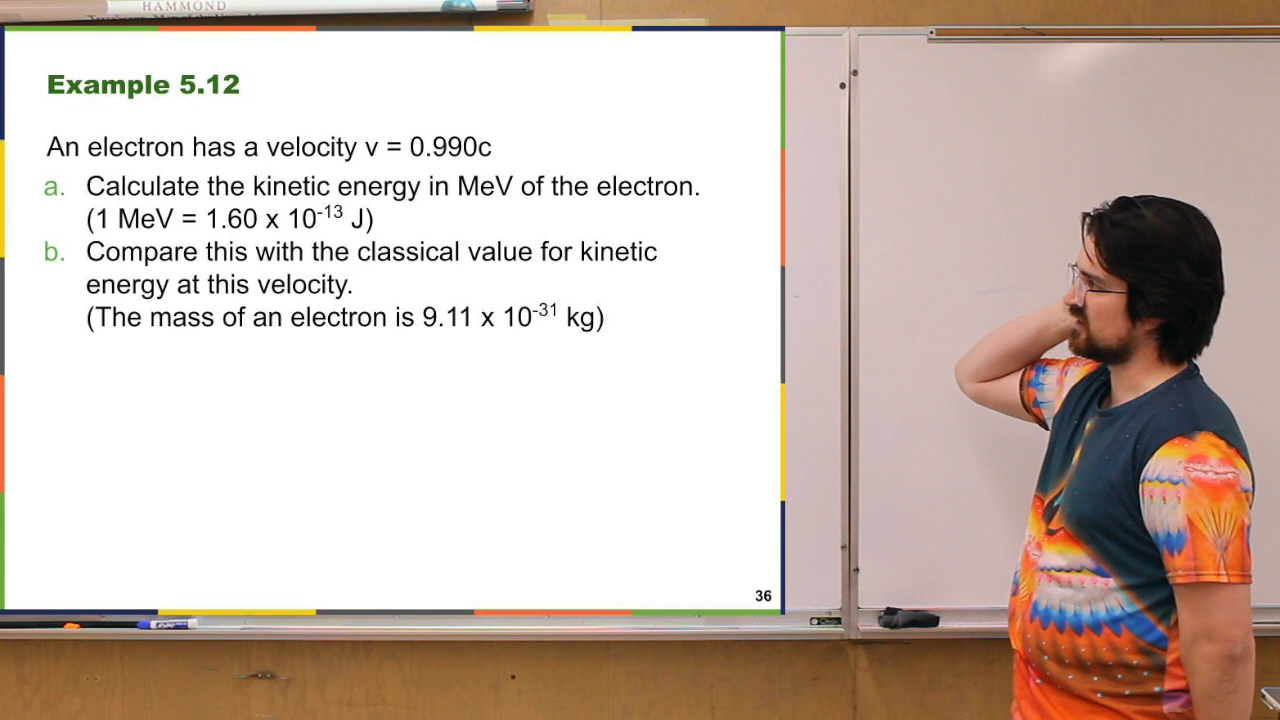 HAMMOND
Example 5.12
An electron has a velocity v = 0.990c
a. Calculate the kinetic energy in MeV of the electron.
(1 MeV = 1.60 x 10⁻¹³ J)
b. Compare this with the classical value for kinetic
energy at this velocity.
(The mass of an electron is 9.11 x 10⁻³¹ kg)
36